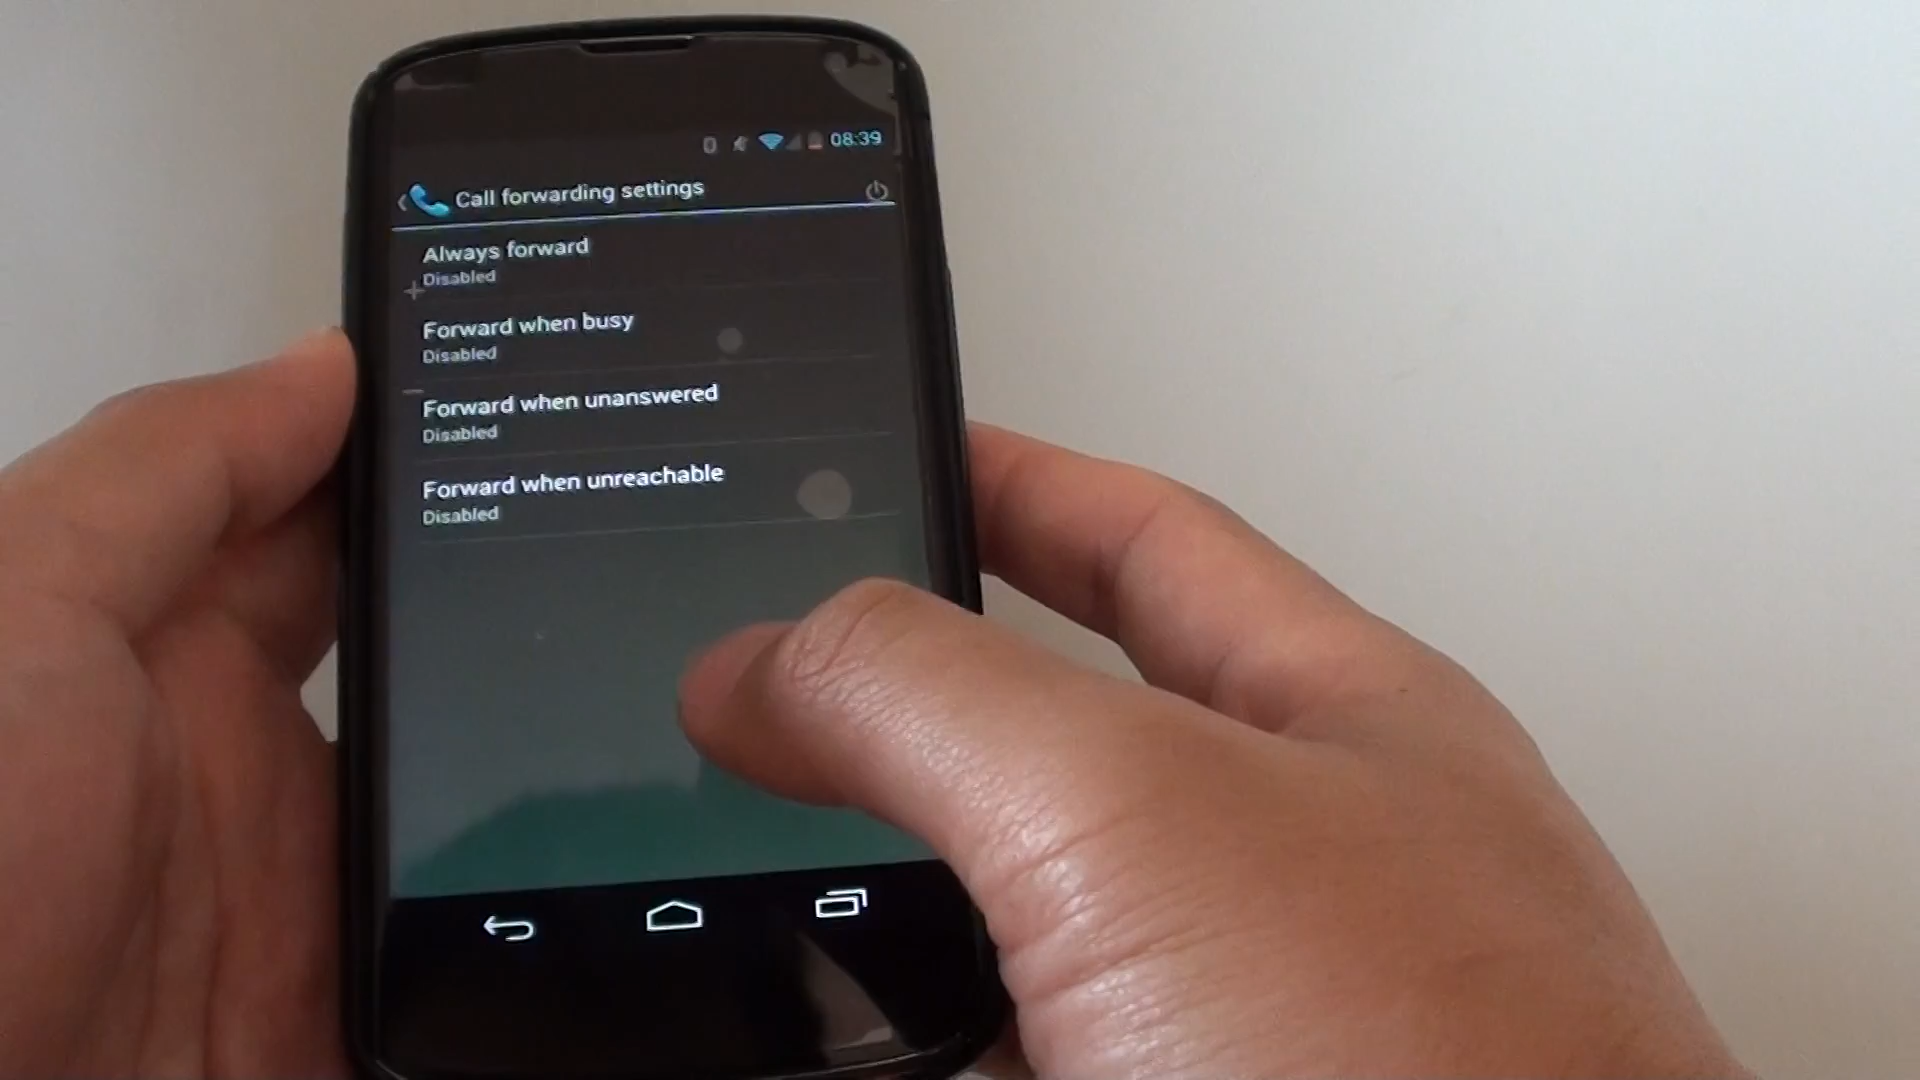 08:39
Call forwarding settings
Always forward
Disabled
Forward when busy
Disabled
Forward when unanswered
Disabled
Forward when unreachable
Disabled